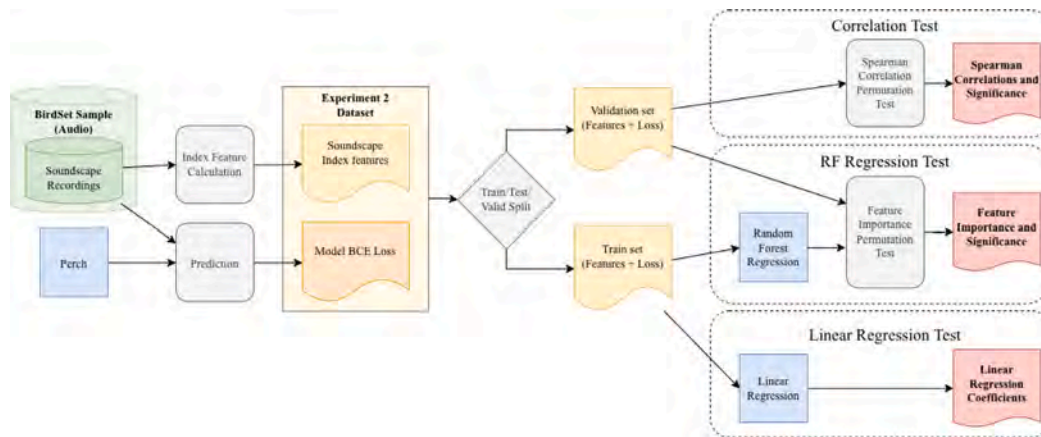 Correlation Test
BirdSet Sample
(Audio)
Soundscape
Recordings
Perch
Index Feature
Calculation
Prediction
Experiment 2
Dataset
Soundscape
Index features
Model BCE Loss
Train/Test
Valid Split
Validation set
(Features + Loss)
Train set
(Features + Loss)
Spearman
Correlation
Permutation
Test
Spearman
Correlations and
Significance.
RF Regression Test
Random
Forest
Regression
Feature
Importance
Permutation
Test
Feature
Importance and
Significance.
Linear Regression Test
Linear
Regression
Linear
Regression
Coefficients